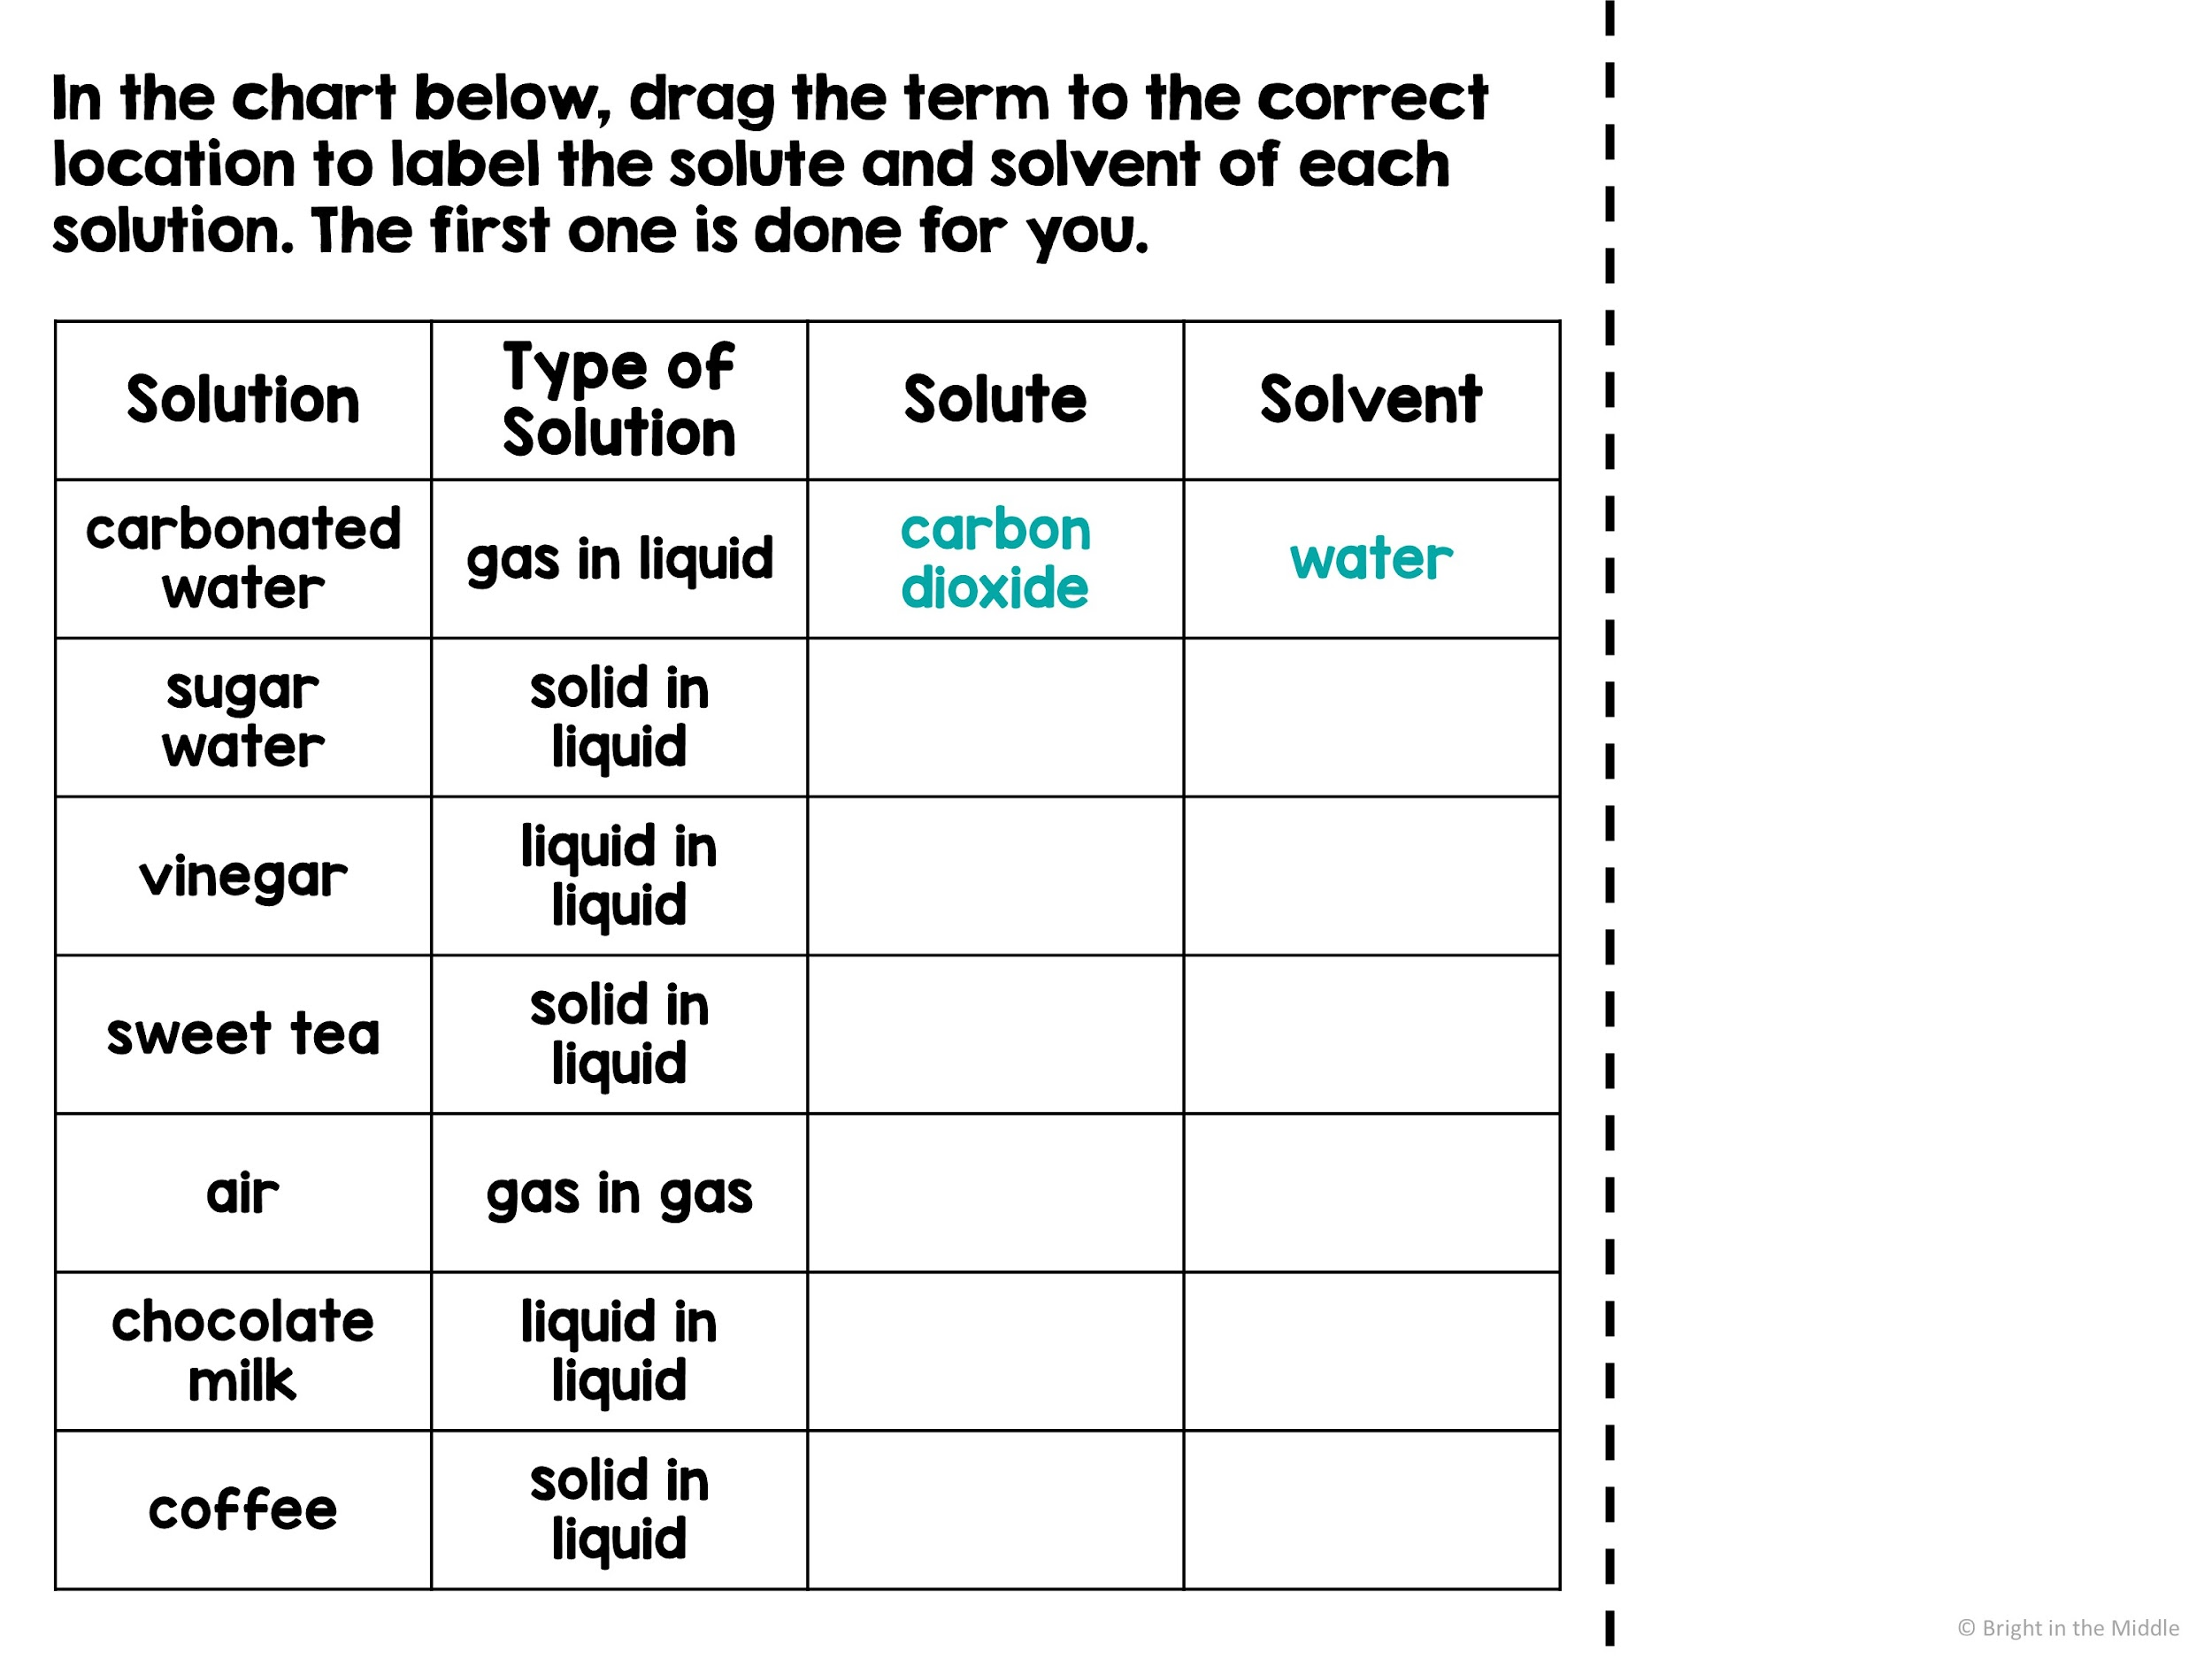 In the chart below, drag the term to the correct
location to label the solute and solvent of each
solution. The first one is done for you.
Solution
Type of
Solution
Solute
Solvent
carbonated
water
gas in liquid
carbon
dioxide
water
sugar
water
solid in
liquid
vinegar
liquid in
liquid
sweet tea
solid in
liquid
air
gas in gas
chocolate
milk
liquid in
liquid
coffee
solid in
liquid
© Bright in the Middle